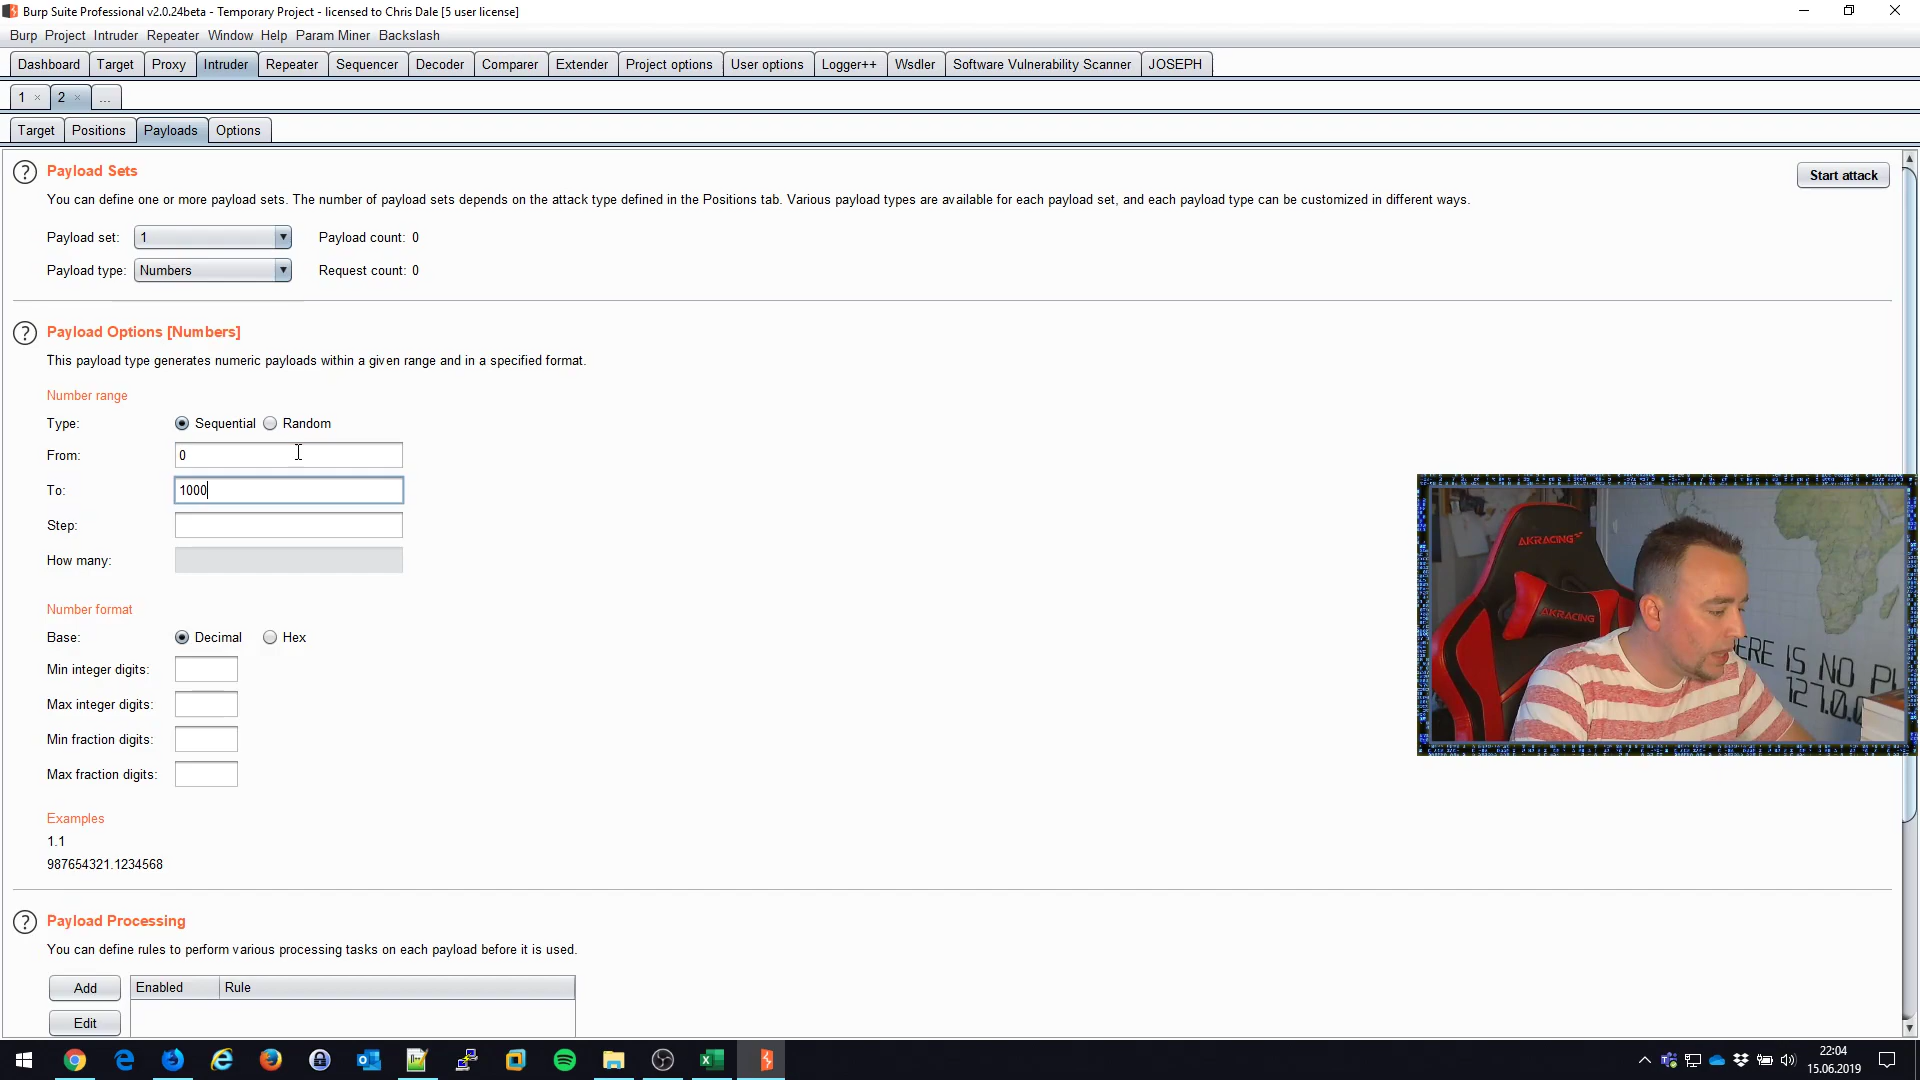 Burp Suite Professional v2.0.24beta - Temporary Project - licensed to Chris Dale [5 user license]
Burp Project Intruder Repeater Window Help Param Miner Backslash
Dashboard Target Proxy Intruder Repeater Sequencer Decoder Comparer Extender Project options User options Logger++ Wsdler Software Vulnerability Scanner JOSEPH
1 × 2 × ...
Target Positions Payloads Options
? Payload Sets
Start attack
You can define one or more payload sets. The number of payload sets depends on the attack type defined in the Positions tab. Various payload types are available for each payload set, and each payload type can be customized in different ways.
Payload set: 1 Payload count: 0
Payload type: Numbers Request count: 0
? Payload Options [Numbers]
This payload type generates numeric payloads within a given range and in a specified format.
Number range
Type: Sequential Random
From: 0
To: 1000
Step:
How many:
Number format
Base: Decimal Hex
Min integer digits:
Max integer digits:
Min fraction digits:
Max fraction digits:
Examples
1.1
987654321.1234568
? Payload Processing
You can define rules to perform various processing tasks on each payload before it is used.
Add Enabled Rule
Edit
AKRACING
AKRACING
ERE IS NO PL
127.0.0
22:04
15.06.2019